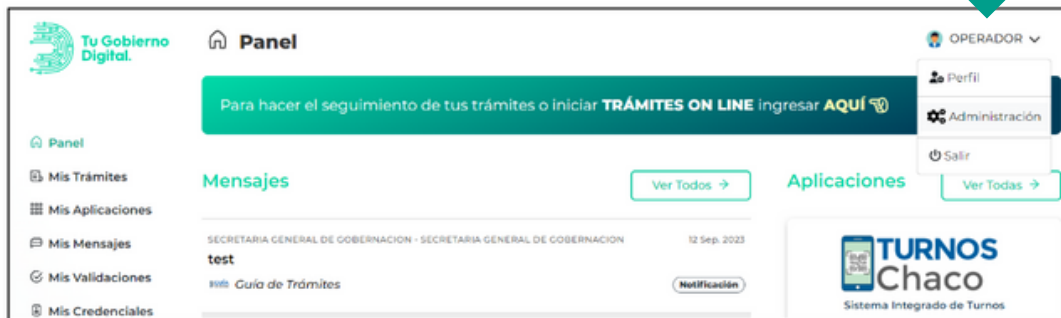 Tu Gobierno
Digital.
Panel
OPERADOR
Perfil
Administración
Salir
Para hacer el seguimiento de tus trámites o iniciar TRÁMITES ON LINE ingresar AQUÍ
Panel
Mis Trámites
Mis Aplicaciones
Mis Mensajes
Mis Validaciones
Mis Credenciales
Mensajes
Ver Todos →
SECRETARIA GENERAL DE GOBERNACION - SECRETARIA GENERAL DE GOBERNACION
12 Sep. 2023
test
Guía de Trámites
Notificación
Aplicaciones
Ver Todas →
TURNOS
Chaco
Sistema Integrado de Turnos